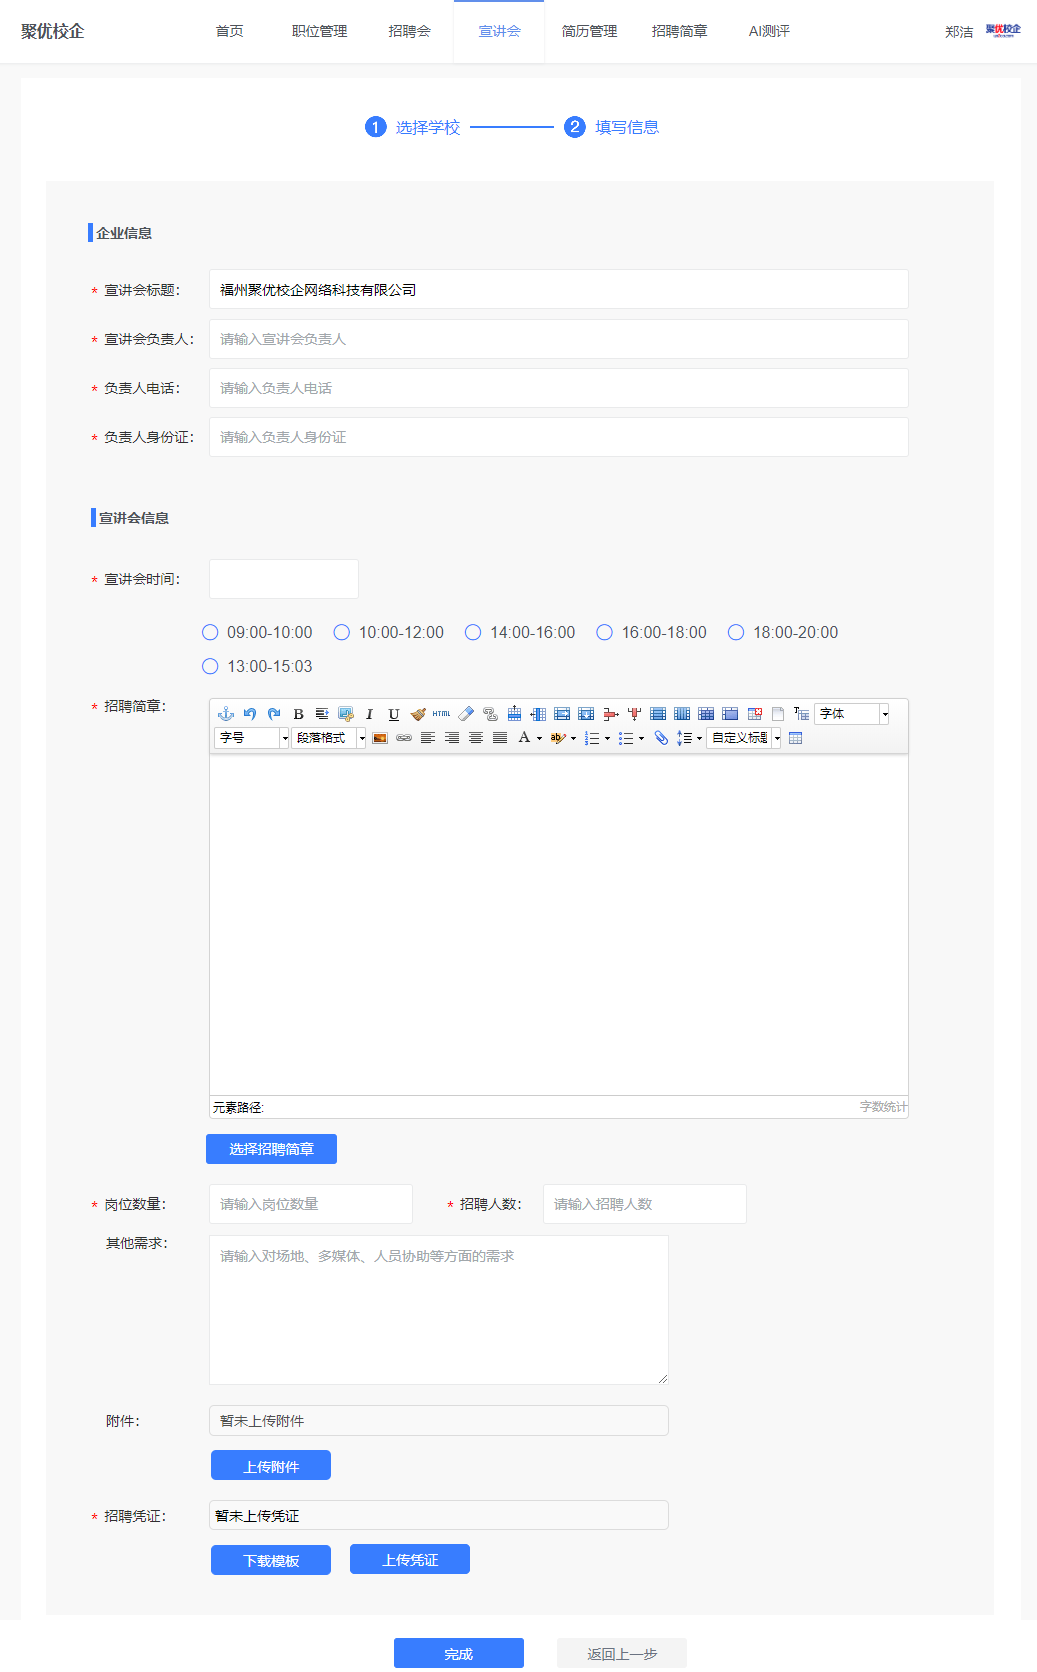 聚优校企 首页 职位管理 招聘会 宣讲会 简历管理 招聘简章 AI测评 郑洁 聚优校企
1 选择学校 2 填写信息
企业信息
* 宣讲会标题： 福州聚优校企网络科技有限公司
* 宣讲会负责人： 请输入宣讲会负责人
* 负责人电话： 请输入负责人电话
* 负责人身份证： 请输入负责人身份证
宣讲会信息
* 宣讲会时间：
09:00-10:00 10:00-12:00 14:00-16:00 16:00-18:00 18:00-20:00
13:00-15:03
* 招聘简章： B I U HTML 字体
字号 段落格式 A ab 自定义标题
元素路径: 字数统计
选择招聘简章
* 岗位数量： 请输入岗位数量 * 招聘人数： 请输入招聘人数
其他需求： 请输入对场地、多媒体、人员协助等方面的需求
附件： 暂未上传附件
上传附件
* 招聘凭证： 暂未上传凭证
下载模板 上传凭证
完成 返回上一步